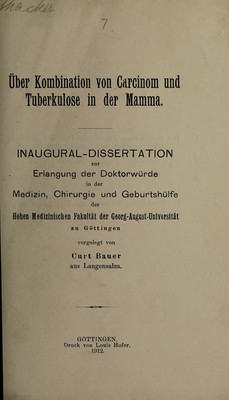 7.
Über Kombination von Carcinom und
Tuberkulose in der Mamma.
INAUGURAL-DISSERTATION
zur
Erlangung der Doktorwürde
in der
Medizin, Chirurgie und Geburtshülfe
der
Hohen Medizinischen Fakultät der Georg-August-Universität
zu Göttingen
vorgelegt von
Curt Bauer
aus Langensalza.
GÖTTINGEN.
Druck von Louis Hofer.
1912.